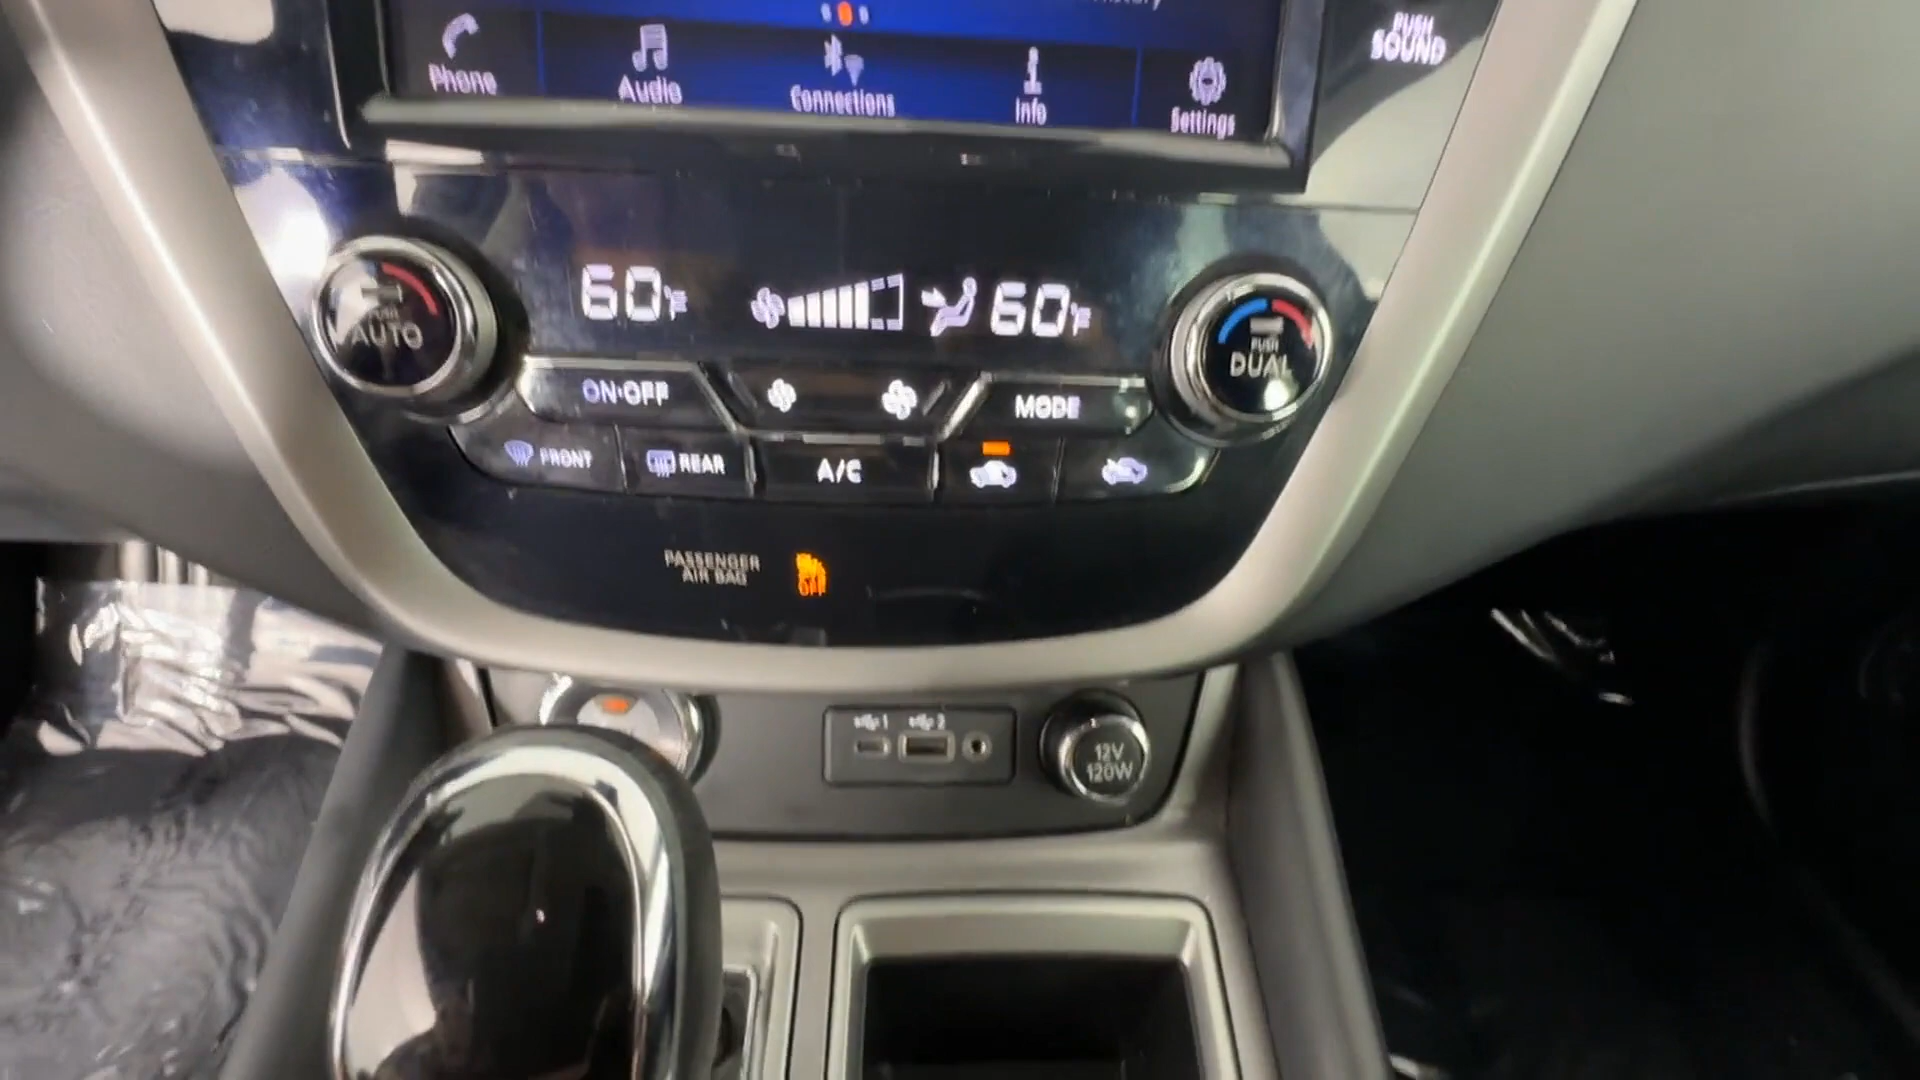 PUSH
SOUND
Phone
Audio
Connections
Info
Settings
60°F
60°F
PUSH
AUTO
PUSH
DUAL
ON·OFF
MODE
FRONT
REAR
A/C
PASSENGER
AIR BAG
OFF
1
2
12V
120W